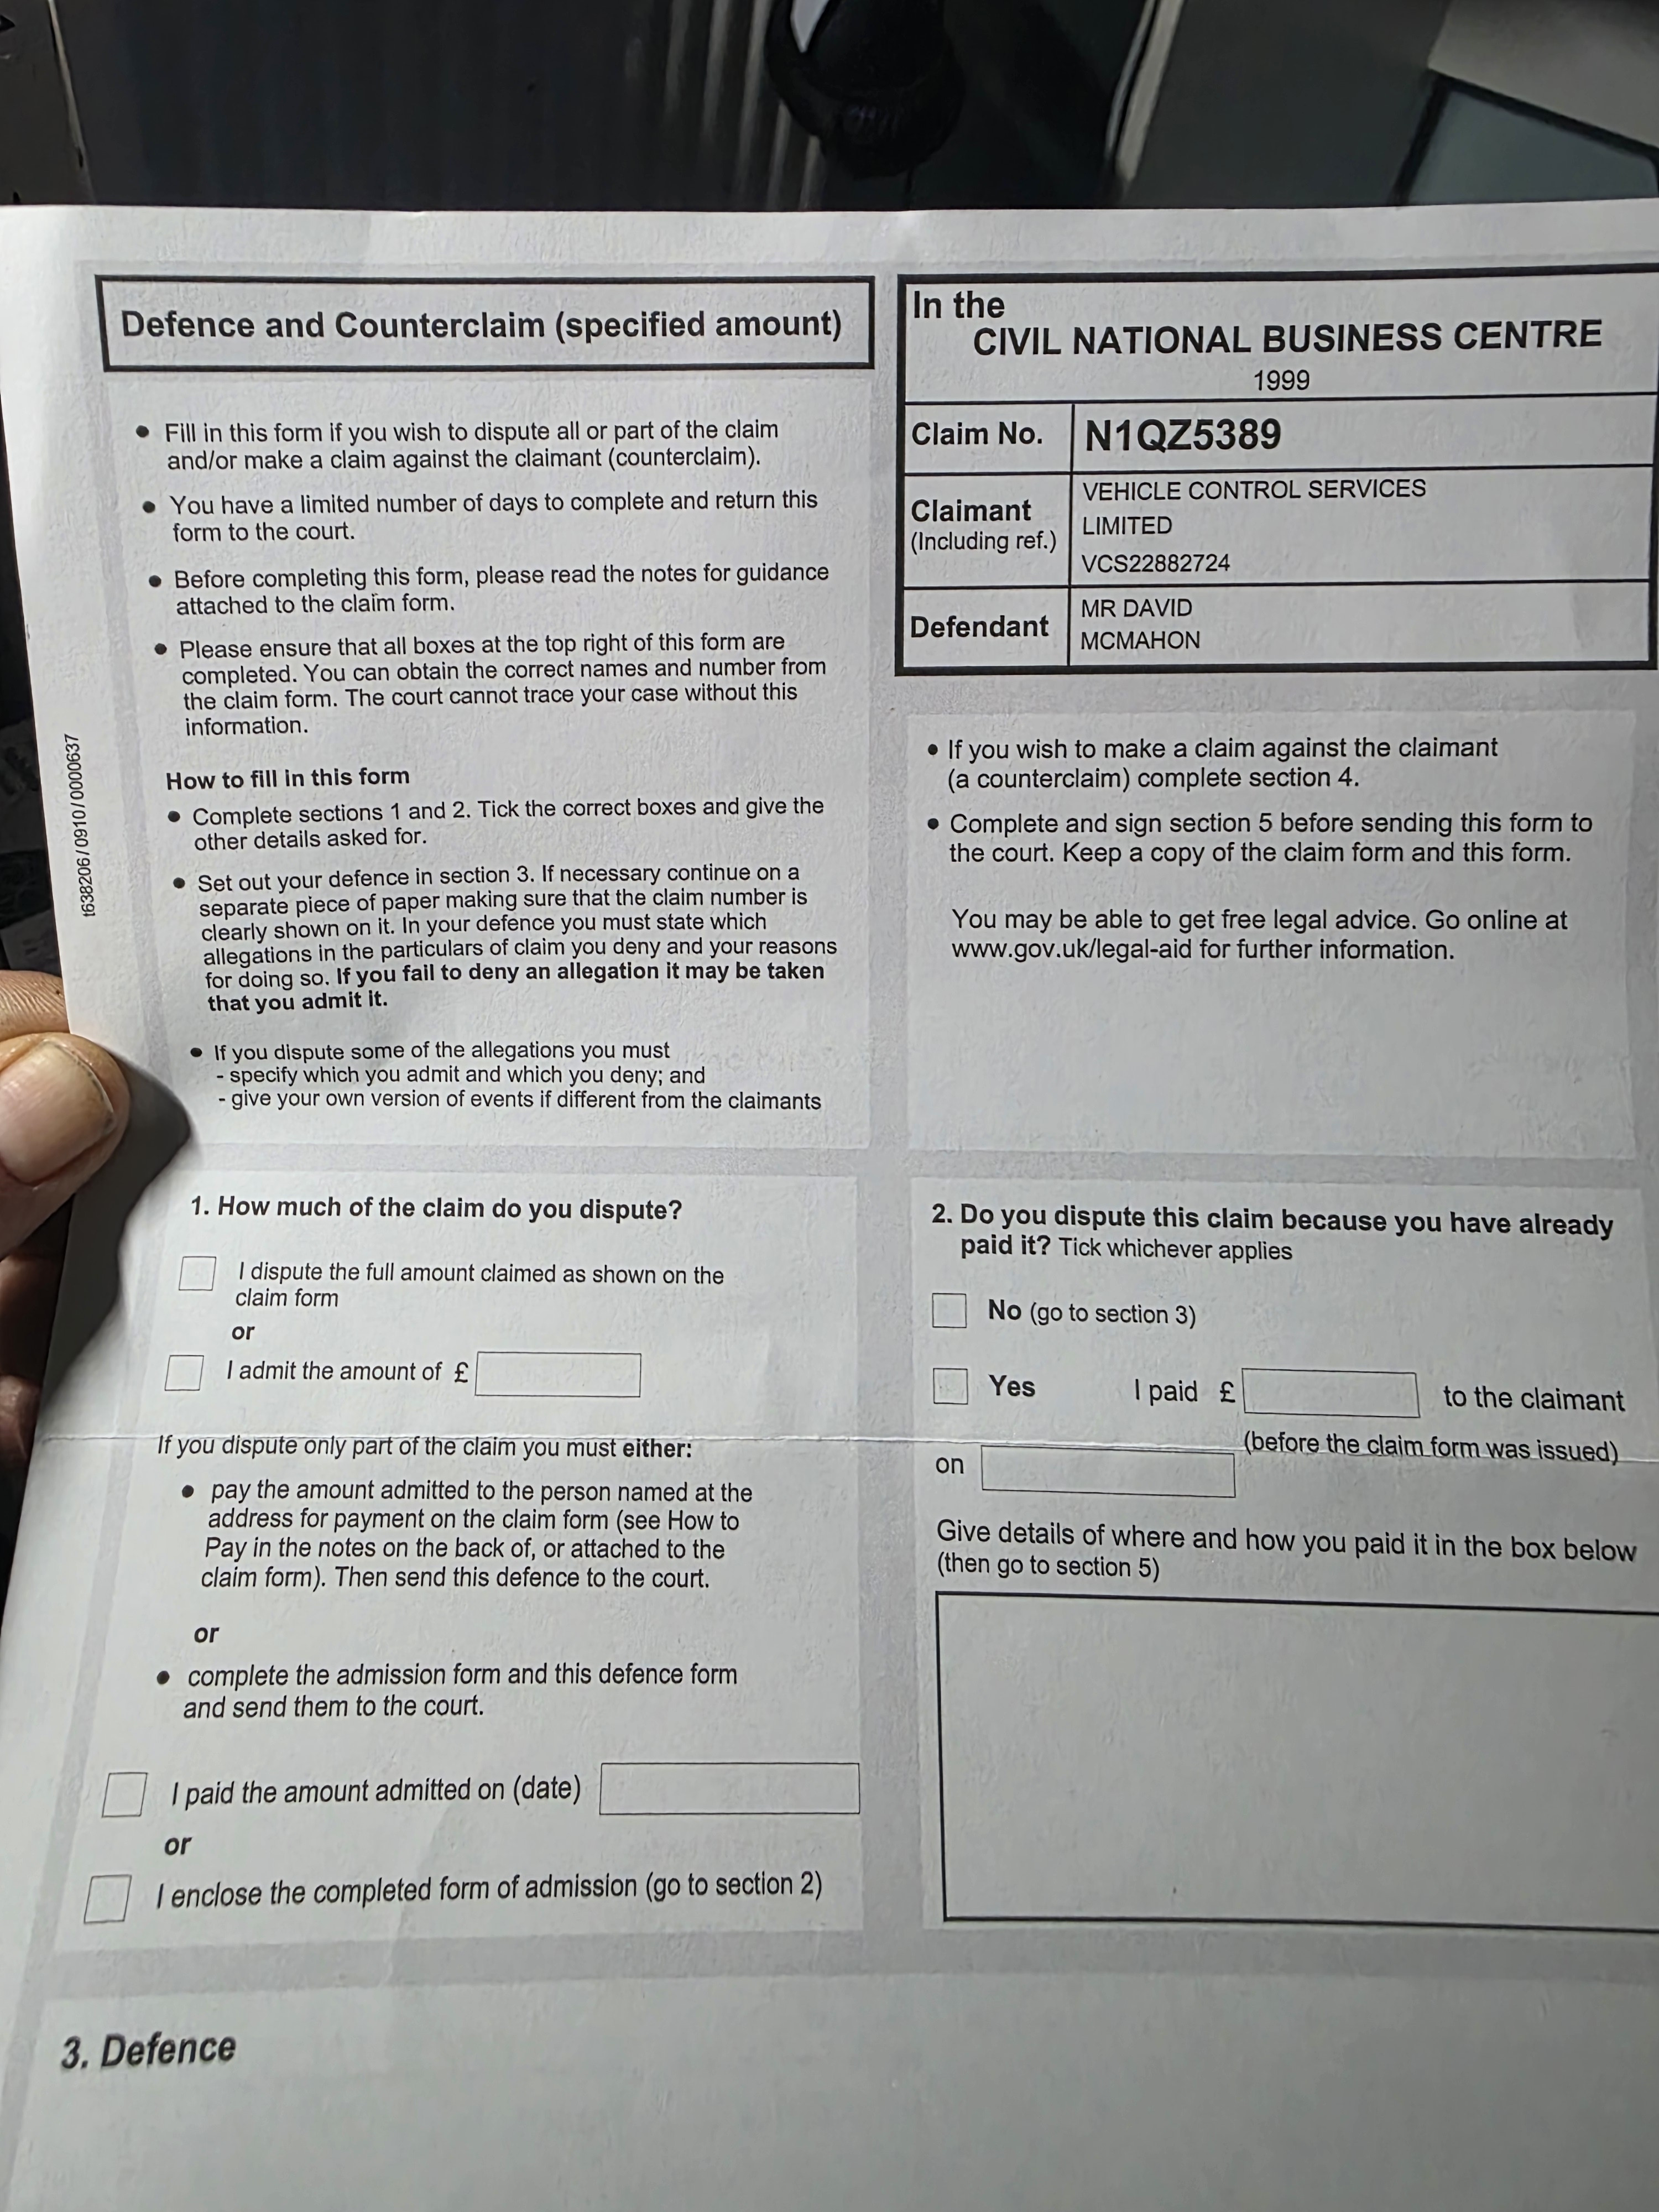 Defence and Counterclaim (specified amount)
In the
CIVIL NATIONAL BUSINESS CENTRE
1999
Claim No.
N1QZ5389
Claimant
(Including ref.)
VEHICLE CONTROL SERVICES
LIMITED
VCS22882724
Defendant
MR DAVID
MCMAHON
• Fill in this form if you wish to dispute all or part of the claim
and/or make a claim against the claimant (counterclaim).
• You have a limited number of days to complete and return this
form to the court.
• Before completing this form, please read the notes for guidance
attached to the claim form.
• Please ensure that all boxes at the top right of this form are
completed. You can obtain the correct names and number from
the claim form. The court cannot trace your case without this
information.
How to fill in this form
• Complete sections 1 and 2. Tick the correct boxes and give the
other details asked for.
• Set out your defence in section 3. If necessary continue on a
separate piece of paper making sure that the claim number is
clearly shown on it. In your defence you must state which
allegations in the particulars of claim you deny and your reasons
for doing so. If you fail to deny an allegation it may be taken
that you admit it.
• If you dispute some of the allegations you must
- specify which you admit and which you deny; and
- give your own version of events if different from the claimants
• If you wish to make a claim against the claimant
(a counterclaim) complete section 4.
• Complete and sign section 5 before sending this form to
the court. Keep a copy of the claim form and this form.
You may be able to get free legal advice. Go online at
www.gov.uk/legal-aid for further information.
1638206/0910/0000637
1. How much of the claim do you dispute?
I dispute the full amount claimed as shown on the
claim form
or
I admit the amount of £
If you dispute only part of the claim you must either:
• pay the amount admitted to the person named at the
address for payment on the claim form (see How to
Pay in the notes on the back of, or attached to the
claim form). Then send this defence to the court.
or
• complete the admission form and this defence form
and send them to the court.
I paid the amount admitted on (date)
or
I enclose the completed form of admission (go to section 2)
2. Do you dispute this claim because you have already
paid it? Tick whichever applies
No (go to section 3)
Yes I paid £ to the claimant
(before the claim form was issued)
on
Give details of where and how you paid it in the box below
(then go to section 5)
3. Defence